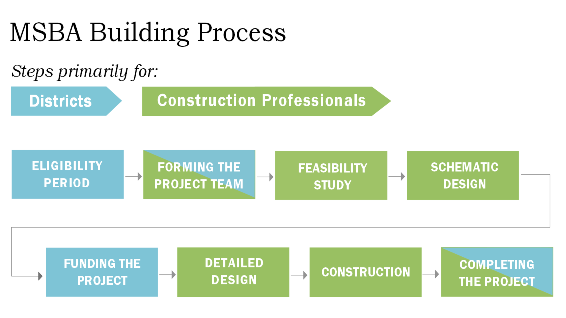 MSBA Building Process
Steps primarily for:
Districts
Construction Professionals
ELIGIBILITY
PERIOD
FORMING THE
PROJECT TEAM
FEASIBILITY
STUDY
SCHEMATIC
DESIGN
FUNDING THE
PROJECT
DETAILED
DESIGN
CONSTRUCTION
COMPLETING
THE PROJECT